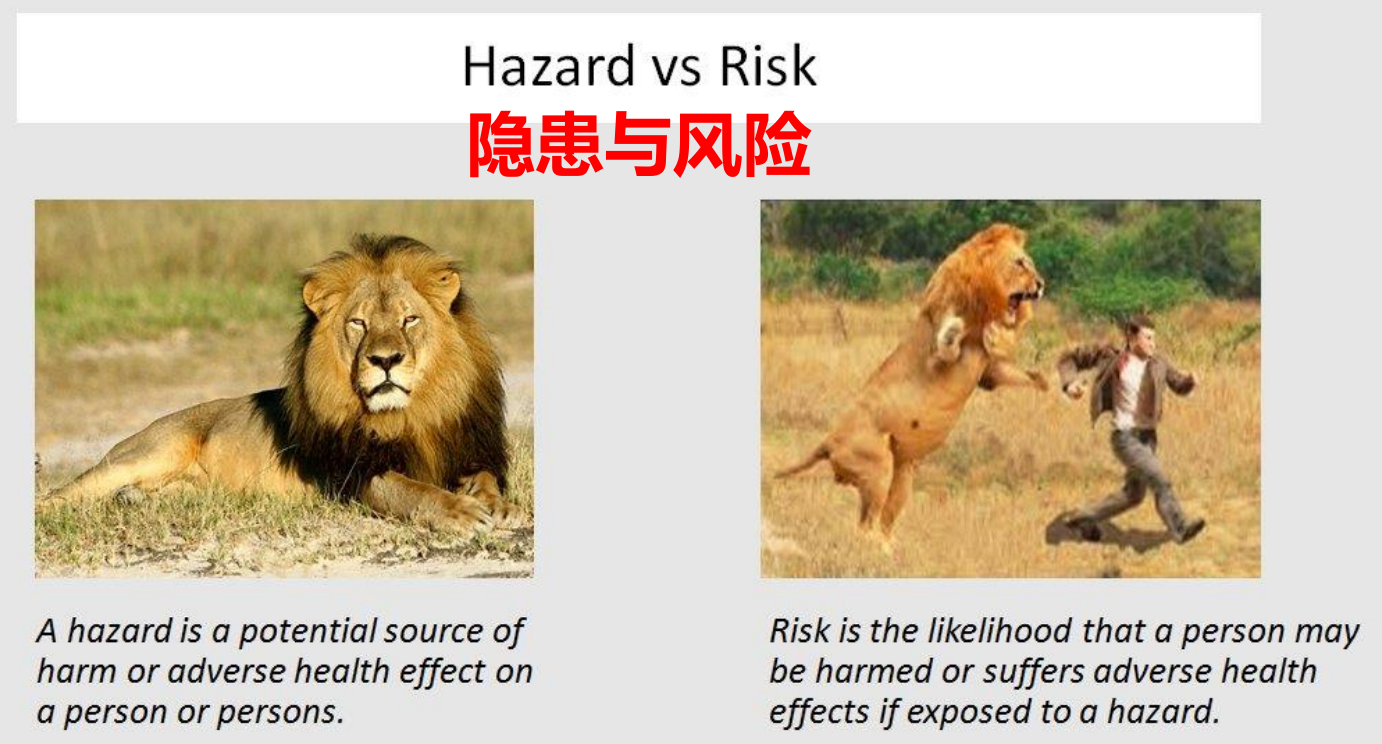 Hazard vs Risk
隐患与风险
A hazard is a potential source of
harm or adverse health effect on
a person or persons.
Risk is the likelihood that a person may
be harmed or suffers adverse health
effects if exposed to a hazard.